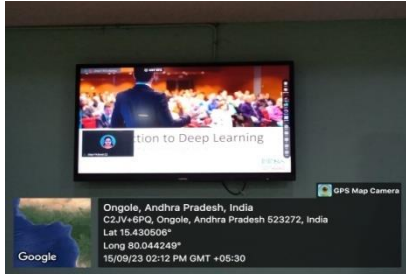 ction to Deep Learning
GPS Map Camera
Ongole, Andhra Pradesh, India
C2JV+6PQ, Ongole, Andhra Pradesh 523272, India
Lat 15.430506°
Long 80.044249°
15/09/23 02:12 PM GMT +05:30
Google